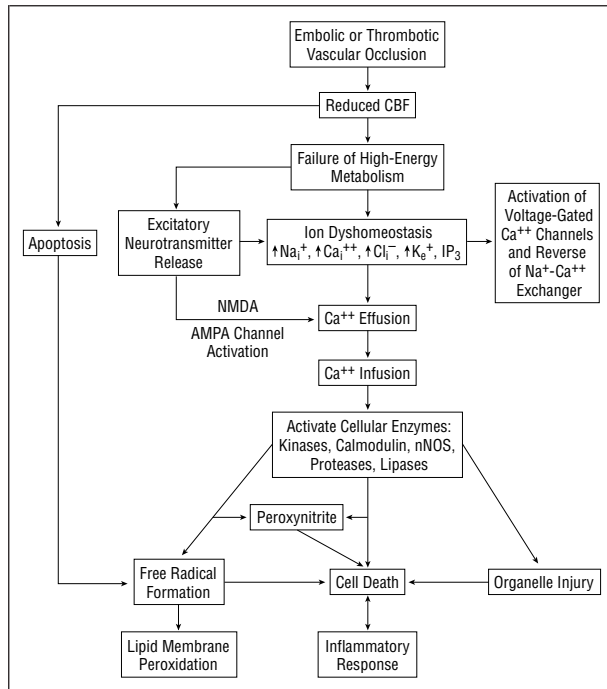 Embolic or Thrombotic
Vascular Occlusion
Reduced CBF
Failure of High-Energy
Metabolism
Apoptosis
Excitatory
Neurotransmitter
Release
Ion Dyshomeostasis
↑Naᵢ⁺, ↑Caᵢ⁺⁺, ↑Clᵢ⁻, ↑Kₑ⁺, IP₃
Activation of
Voltage-Gated
Ca⁺⁺ Channels
and Reverse
of Na⁺-Ca⁺⁺
Exchanger
NMDA
AMPA Channel
Activation
Ca⁺⁺ Effusion
Ca⁺⁺ Infusion
Activate Cellular Enzymes:
Kinases, Calmodulin, nNOS,
Proteases, Lipases
Peroxynitrite
Free Radical
Formation
Cell Death
Organelle Injury
Lipid Membrane
Peroxidation
Inflammatory
Response